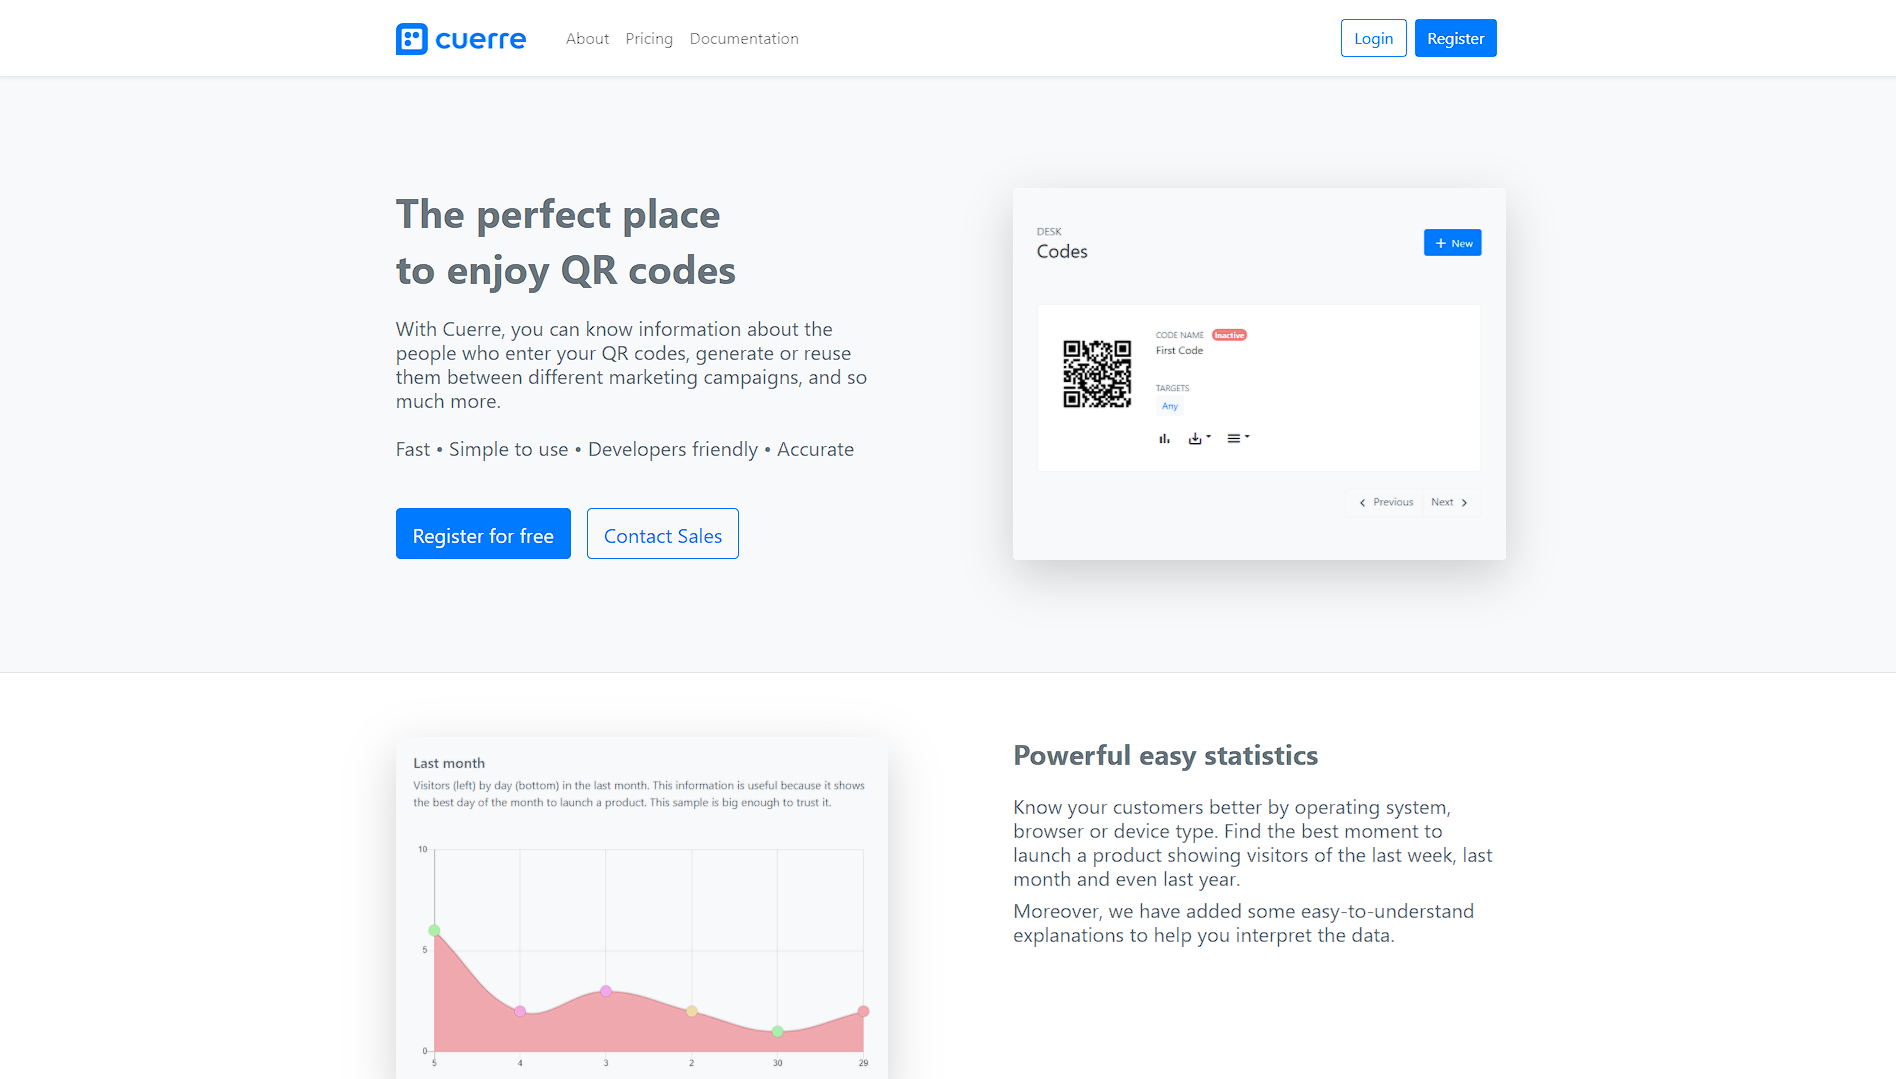 cuerre
About
Pricing
Documentation
Login
Register
The perfect place
to enjoy QR codes
With Cuerre, you can know information about the
people who enter your QR codes, generate or reuse
them between different marketing campaigns, and so
much more.
Fast • Simple to use • Developers friendly • Accurate
Register for free
Contact Sales
DESK
Codes
+ New
CODE NAME Inactive
First Code
TARGETS
Any
Previous
Next
Last month
Visitors (left) by day (bottom) in the last month. This information is useful because it shows
the best day of the month to launch a product. This sample is big enough to trust it.
10
5
0
5 4 3 2 30 29
Powerful easy statistics
Know your customers better by operating system,
browser or device type. Find the best moment to
launch a product showing visitors of the last week, last
month and even last year.
Moreover, we have added some easy-to-understand
explanations to help you interpret the data.